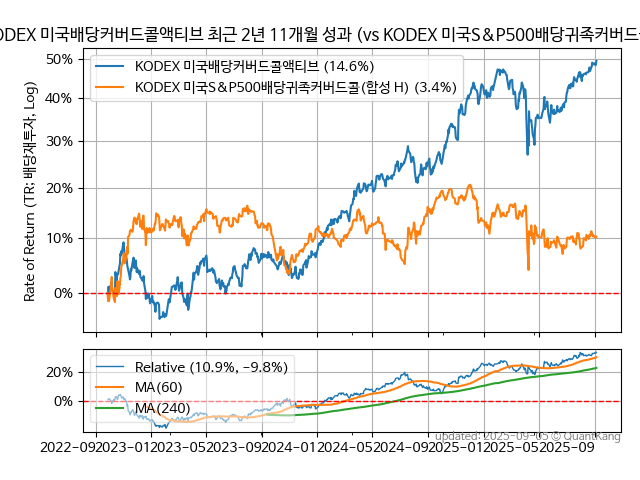 ODEX 미국배당커버드콜액티브 최근 2년 11개월 성과 (vs KODEX 미국S&P500배당귀족커버드
KODEX 미국배당커버드콜액티브 (14.6%)
KODEX 미국S&P500배당귀족커버드콜(합성 H) (3.4%)
Rate of Return (TR: 배당재투자, Log)
50%
40%
30%
20%
10%
0%
Relative (10.9%, −9.8%)
MA(60)
MA(240)
20%
0%
updated: 2025-09-05 © QuantKang
2022-09 2023-01 2023-05 2023-09 2024-01 2024-05 2024-09 2025-01 2025-05 2025-09